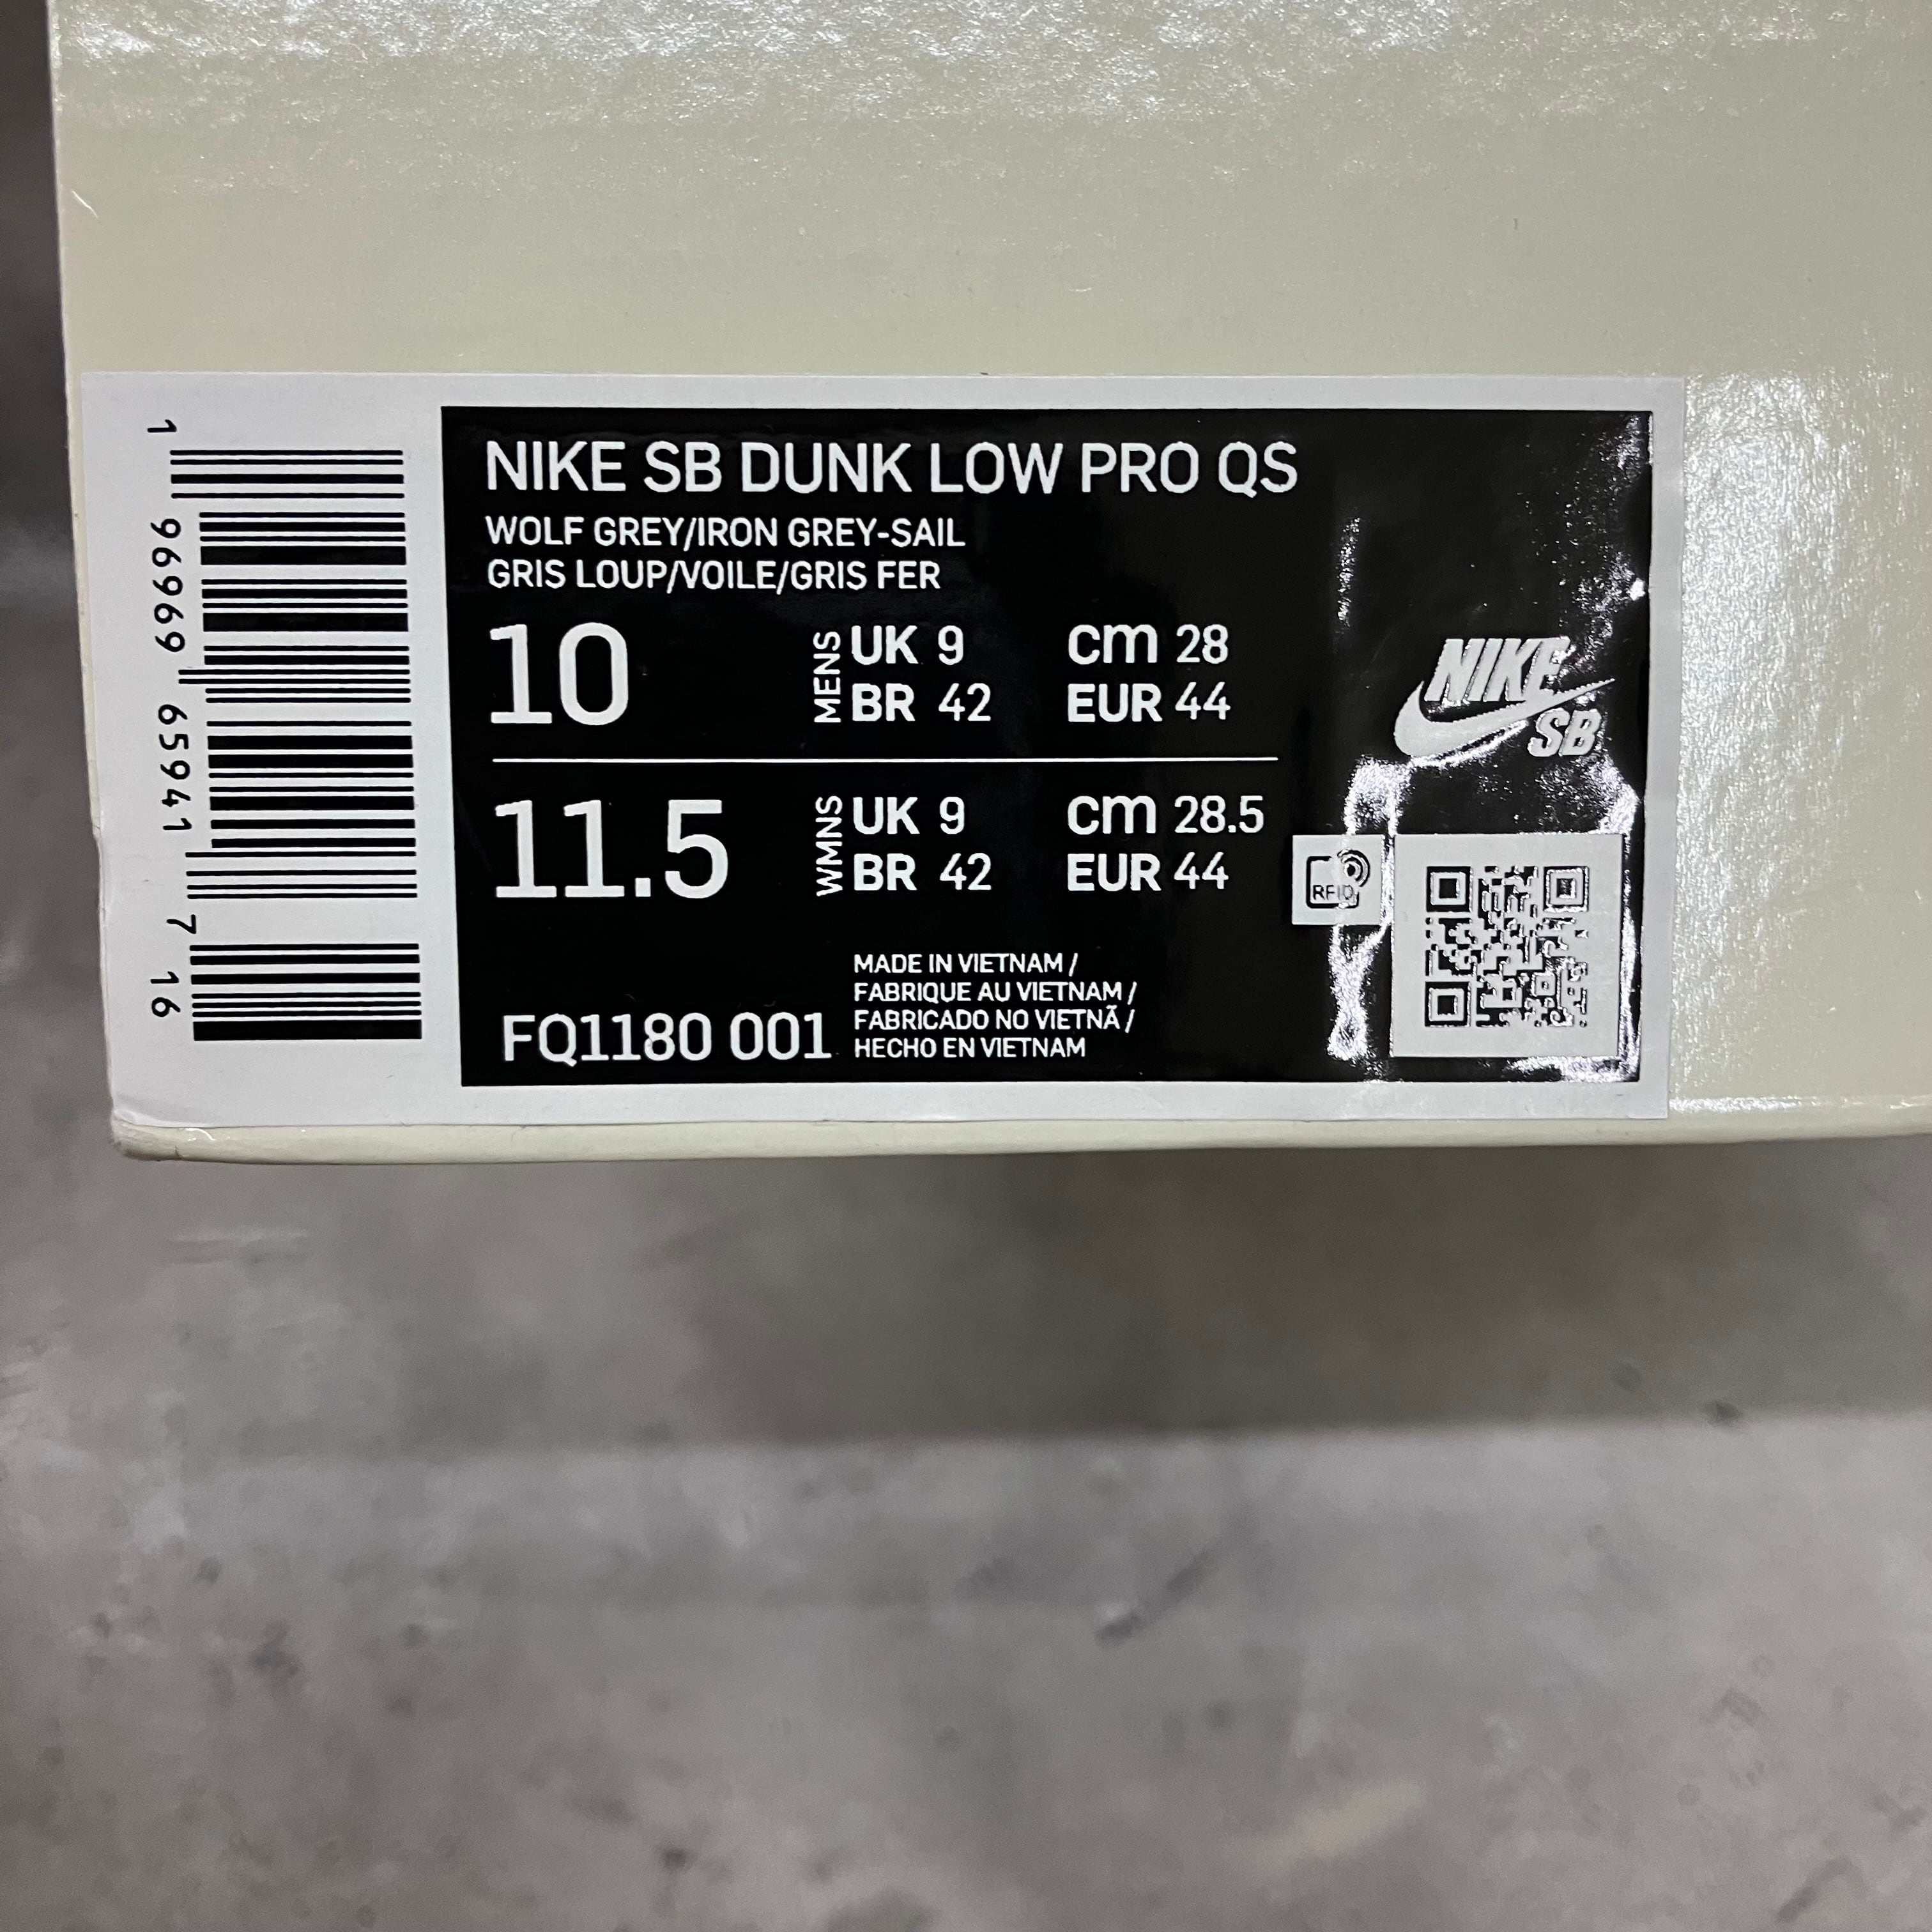 NIKE SB DUNK LOW PRO QS
WOLF GREY/IRON GREY-SAIL
GRIS LOUP/VOILE/GRIS FER
10
MENS
UK 9 cm 28
BR 42 EUR 44
11.5
WMNS
UK 9 cm 28.5
BR 42 EUR 44
MADE IN VIETNAM /
FABRIQUE AU VIETNAM /
FABRICADO NO VIETNÃ /
HECHO EN VIETNAM
FQ1180 001
NIKE
SB
RFID
1 96969 65941 7 16